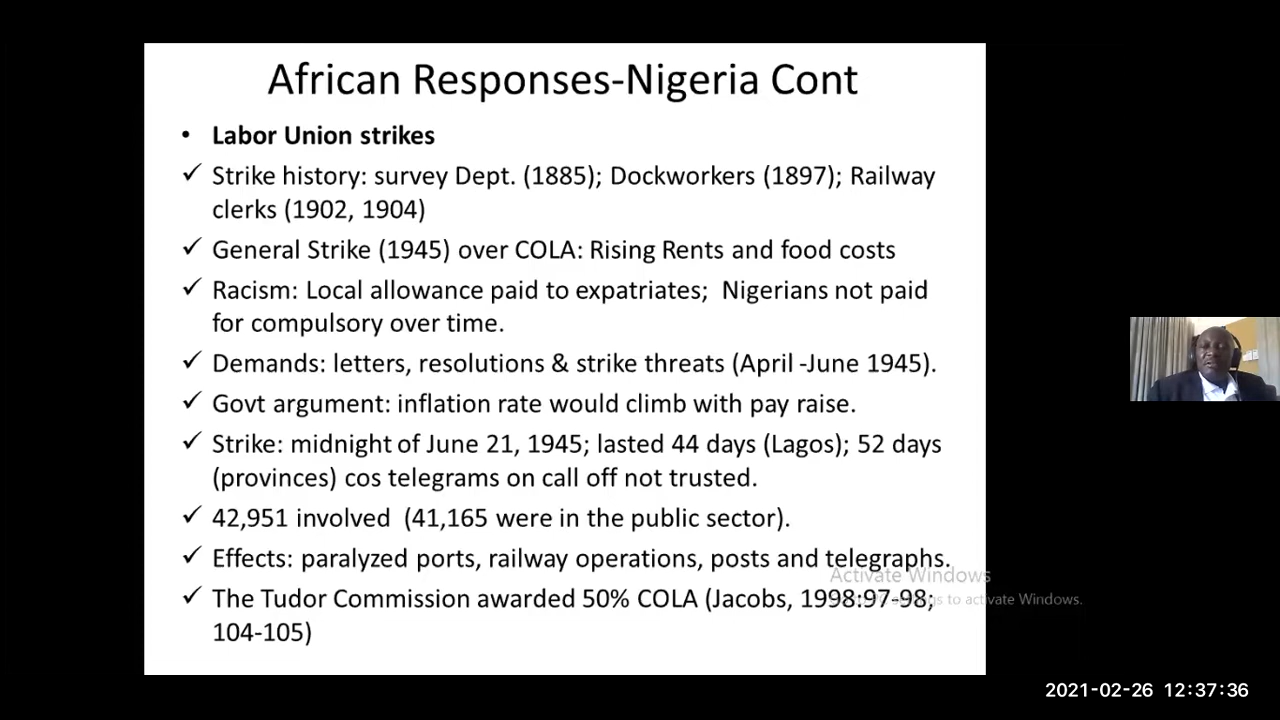 African Responses-Nigeria Cont
• Labor Union strikes
✓ Strike history: survey Dept. (1885); Dockworkers (1897); Railway
clerks (1902, 1904)
✓ General Strike (1945) over COLA: Rising Rents and food costs
✓ Racism: Local allowance paid to expatriates; Nigerians not paid
for compulsory over time.
✓ Demands: letters, resolutions & strike threats (April -June 1945).
✓ Govt argument: inflation rate would climb with pay raise.
✓ Strike: midnight of June 21, 1945; lasted 44 days (Lagos); 52 days
(provinces) cos telegrams on call off not trusted.
✓ 42,951 involved (41,165 were in the public sector).
✓ Effects: paralyzed ports, railway operations, posts and telegraphs.
Activate Windows
✓ The Tudor Commission awarded 50% COLA (Jacobs, 1998:97-98;
to activate Windows.
104-105)
2021-02-26 12:37:36